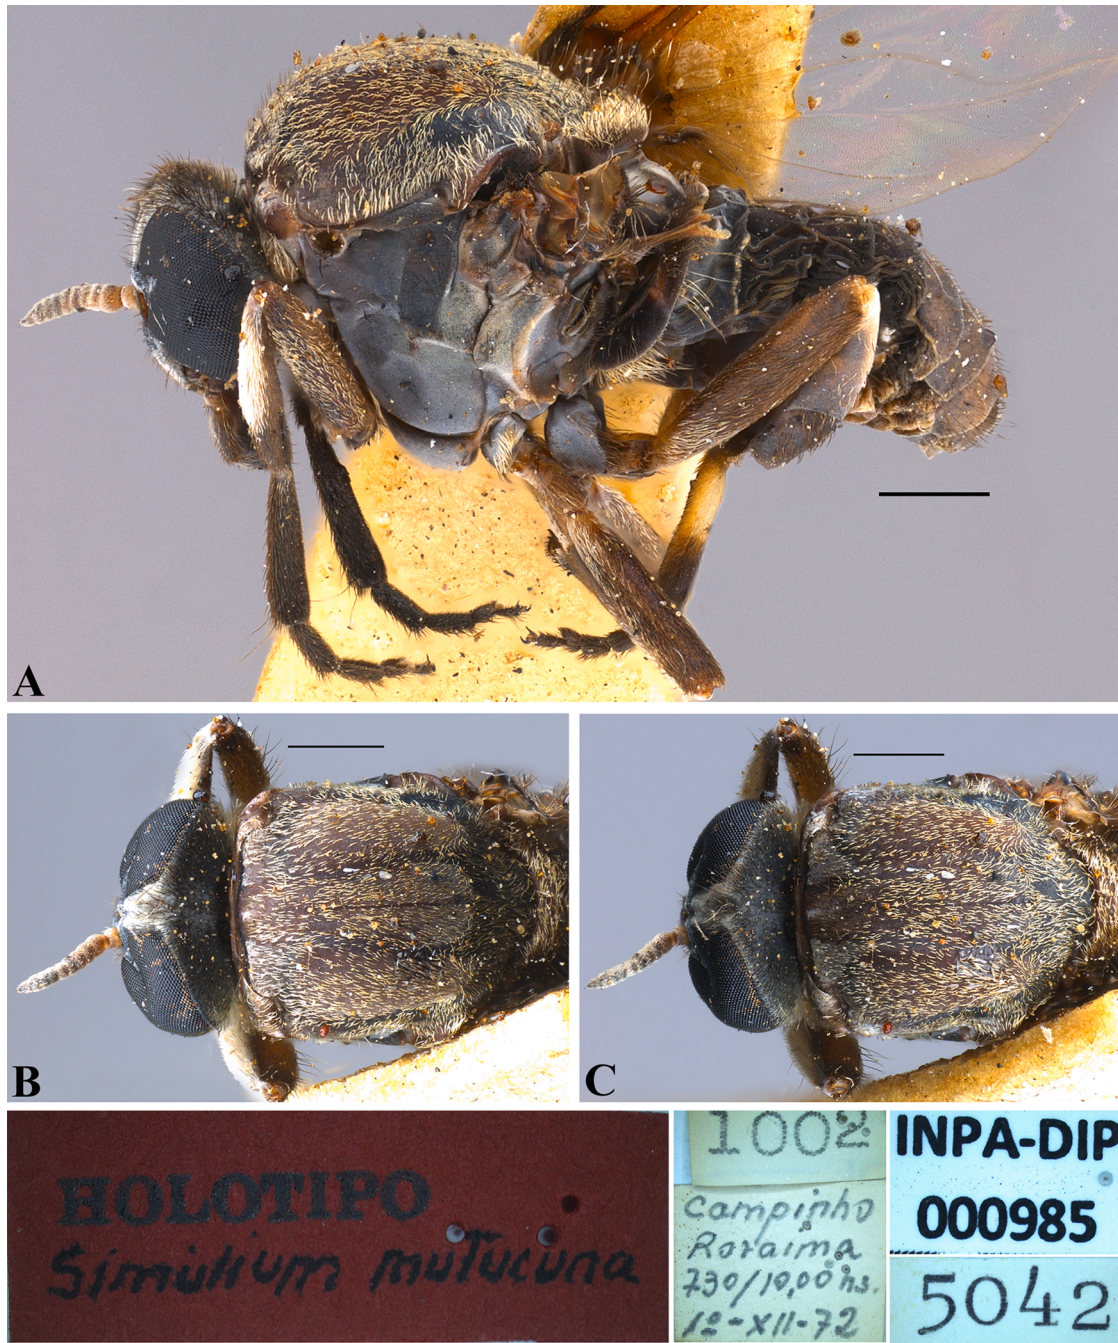 A
B
C
HOLOTIPO
Simulium mutucuna
1002
Campinho
Roraima
730/10,00 hs.
1º-XII-72
INPA-DIP
000985
5042